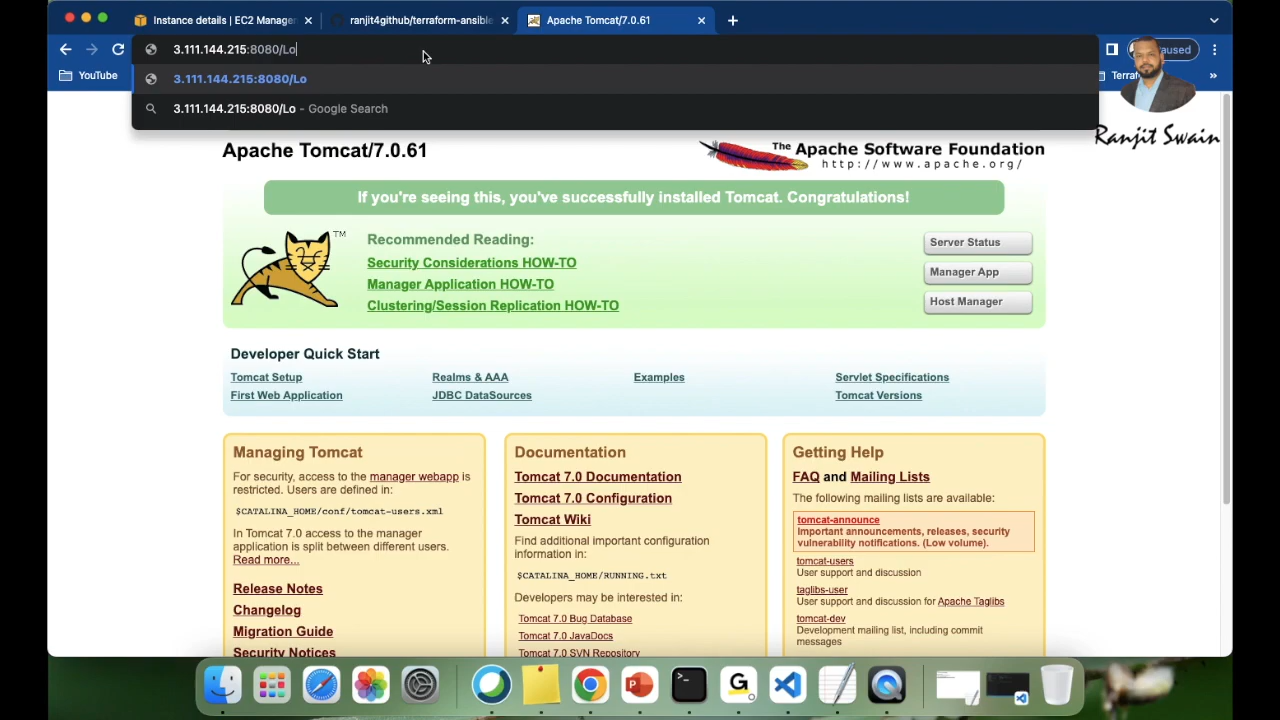 Instance details | EC2 Manager
ranjit4github/terraform-ansible
Apache Tomcat/7.0.61
3.111.144.215:8080/Lo
YouTube
3.111.144.215:8080/Lo
Terra
»
3.111.144.215:8080/Lo - Google Search
Ranjit Swain
Apache Tomcat/7.0.61
The Apache Software Foundation
http://www.apache.org/
If you're seeing this, you've successfully installed Tomcat. Congratulations!
TM
Recommended Reading:
Security Considerations HOW-TO
Manager Application HOW-TO
Clustering/Session Replication HOW-TO
Server Status
Manager App
Host Manager
Developer Quick Start
Tomcat Setup
First Web Application
Realms & AAA
JDBC DataSources
Examples
Servlet Specifications
Tomcat Versions
Managing Tomcat
For security, access to the manager webapp is
restricted. Users are defined in:
$CATALINA_HOME/conf/tomcat-users.xml
In Tomcat 7.0 access to the manager
application is split between different users.
Read more...
Release Notes
Changelog
Migration Guide
Security Notices
Documentation
Tomcat 7.0 Documentation
Tomcat 7.0 Configuration
Tomcat Wiki
Find additional important configuration
information in:
$CATALINA_HOME/RUNNING.txt
Developers may be interested in:
Tomcat 7.0 Bug Database
Tomcat 7.0 JavaDocs
Tomcat 7.0 SVN Repository
Getting Help
FAQ and Mailing Lists
The following mailing lists are available:
tomcat-announce
Important announcements, releases, security
vulnerability notifications. (Low volume).
tomcat-users
User support and discussion
taglibs-user
User support and discussion for Apache Taglibs
tomcat-dev
Development mailing list, including commit
messages